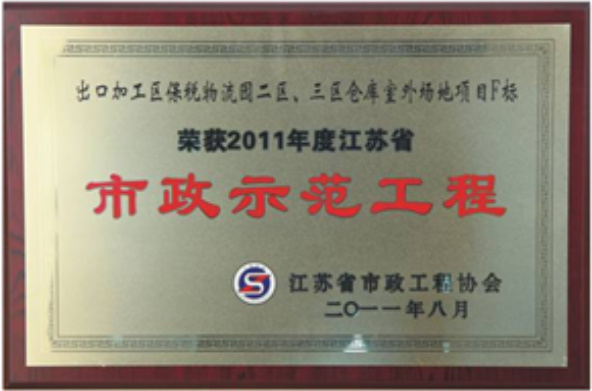 出口加工区保税物流园二区、三区仓库室外场地项目F标
荣获2011年度江苏省
市政示范工程
江苏省市政工程协会
二〇一一年八月